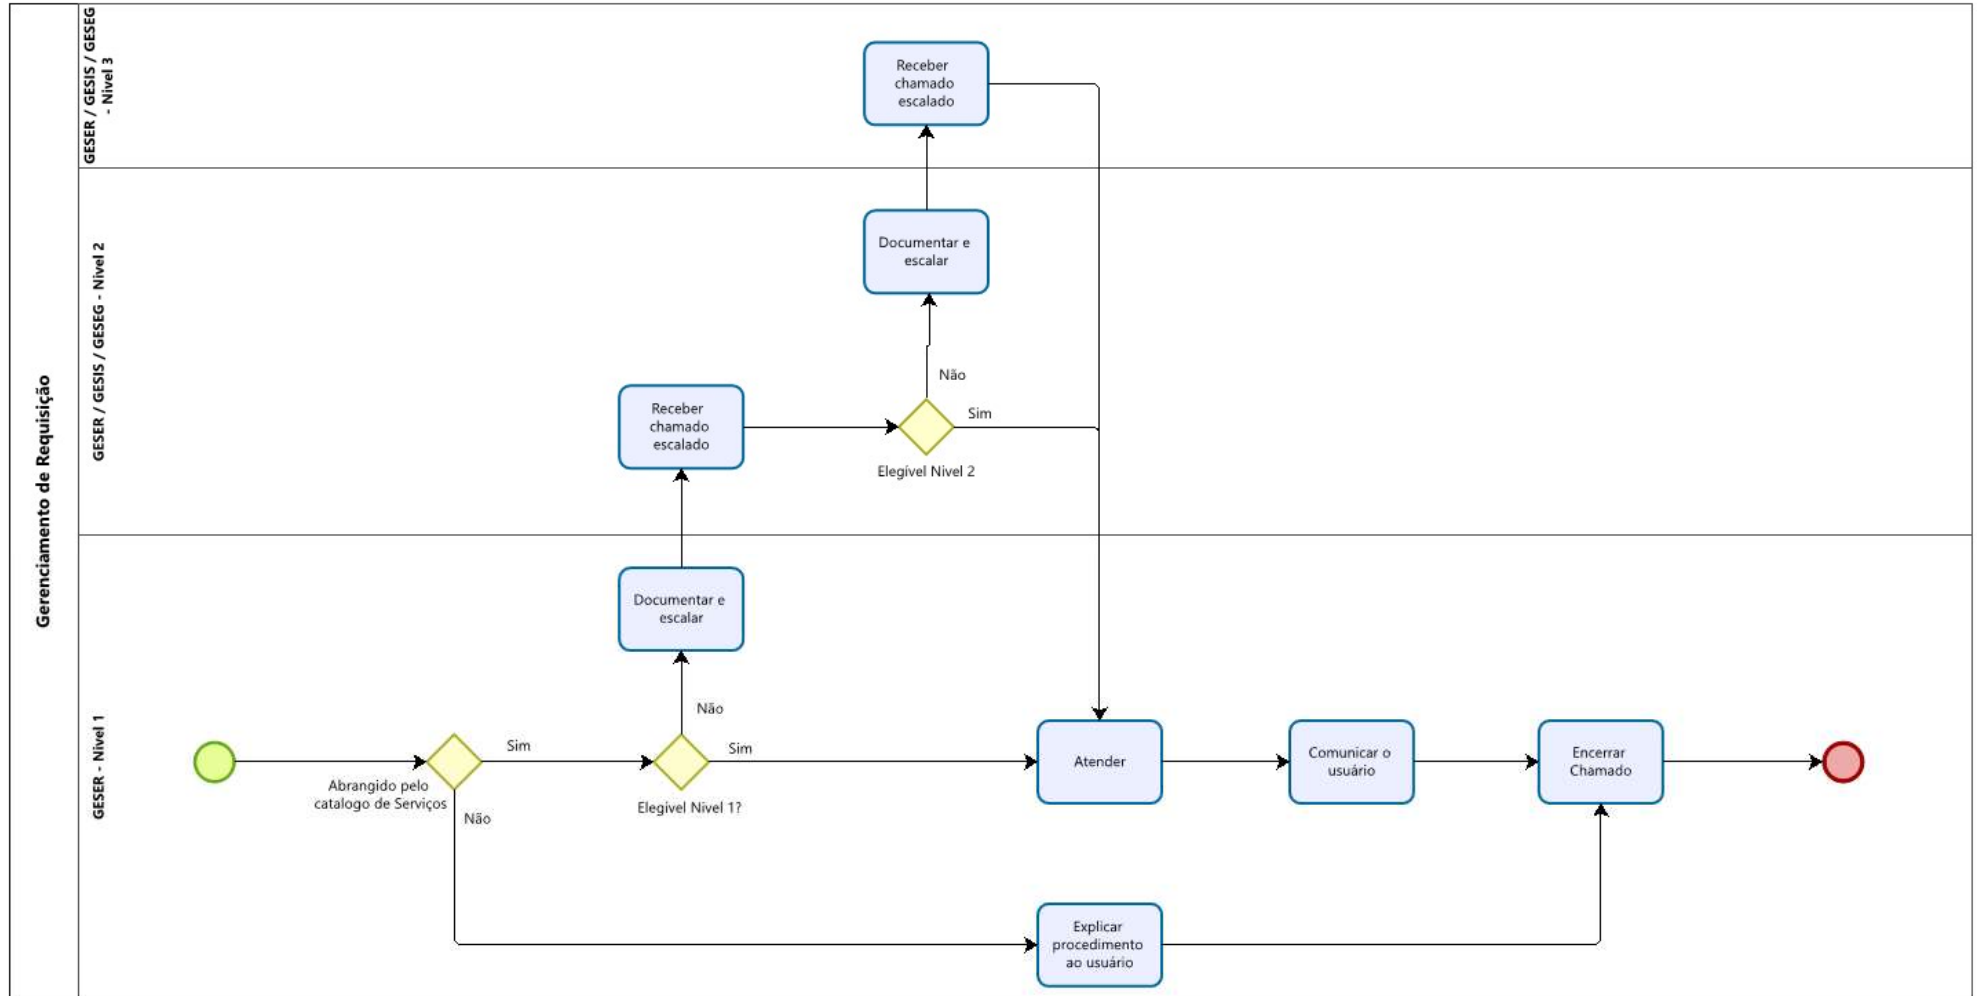 Gerenciamento de Requisição
GESER / GESIS / GESEG
- Nivel 3
Receber
chamado
escalado
GESER / GESIS / GESEG - Nivel 2
Documentar e
escalar
Não
Receber
chamado
escalado
Sim
Elegível Nivel 2
GESER - Nivel 1
Documentar e
escalar
Não
Sim
Sim
Abrangido pelo
catalogo de Serviços
Não
Elegível Nivel 1?
Atender
Comunicar o
usuário
Encerrar
Chamado
Explicar
procedimento
ao usuário